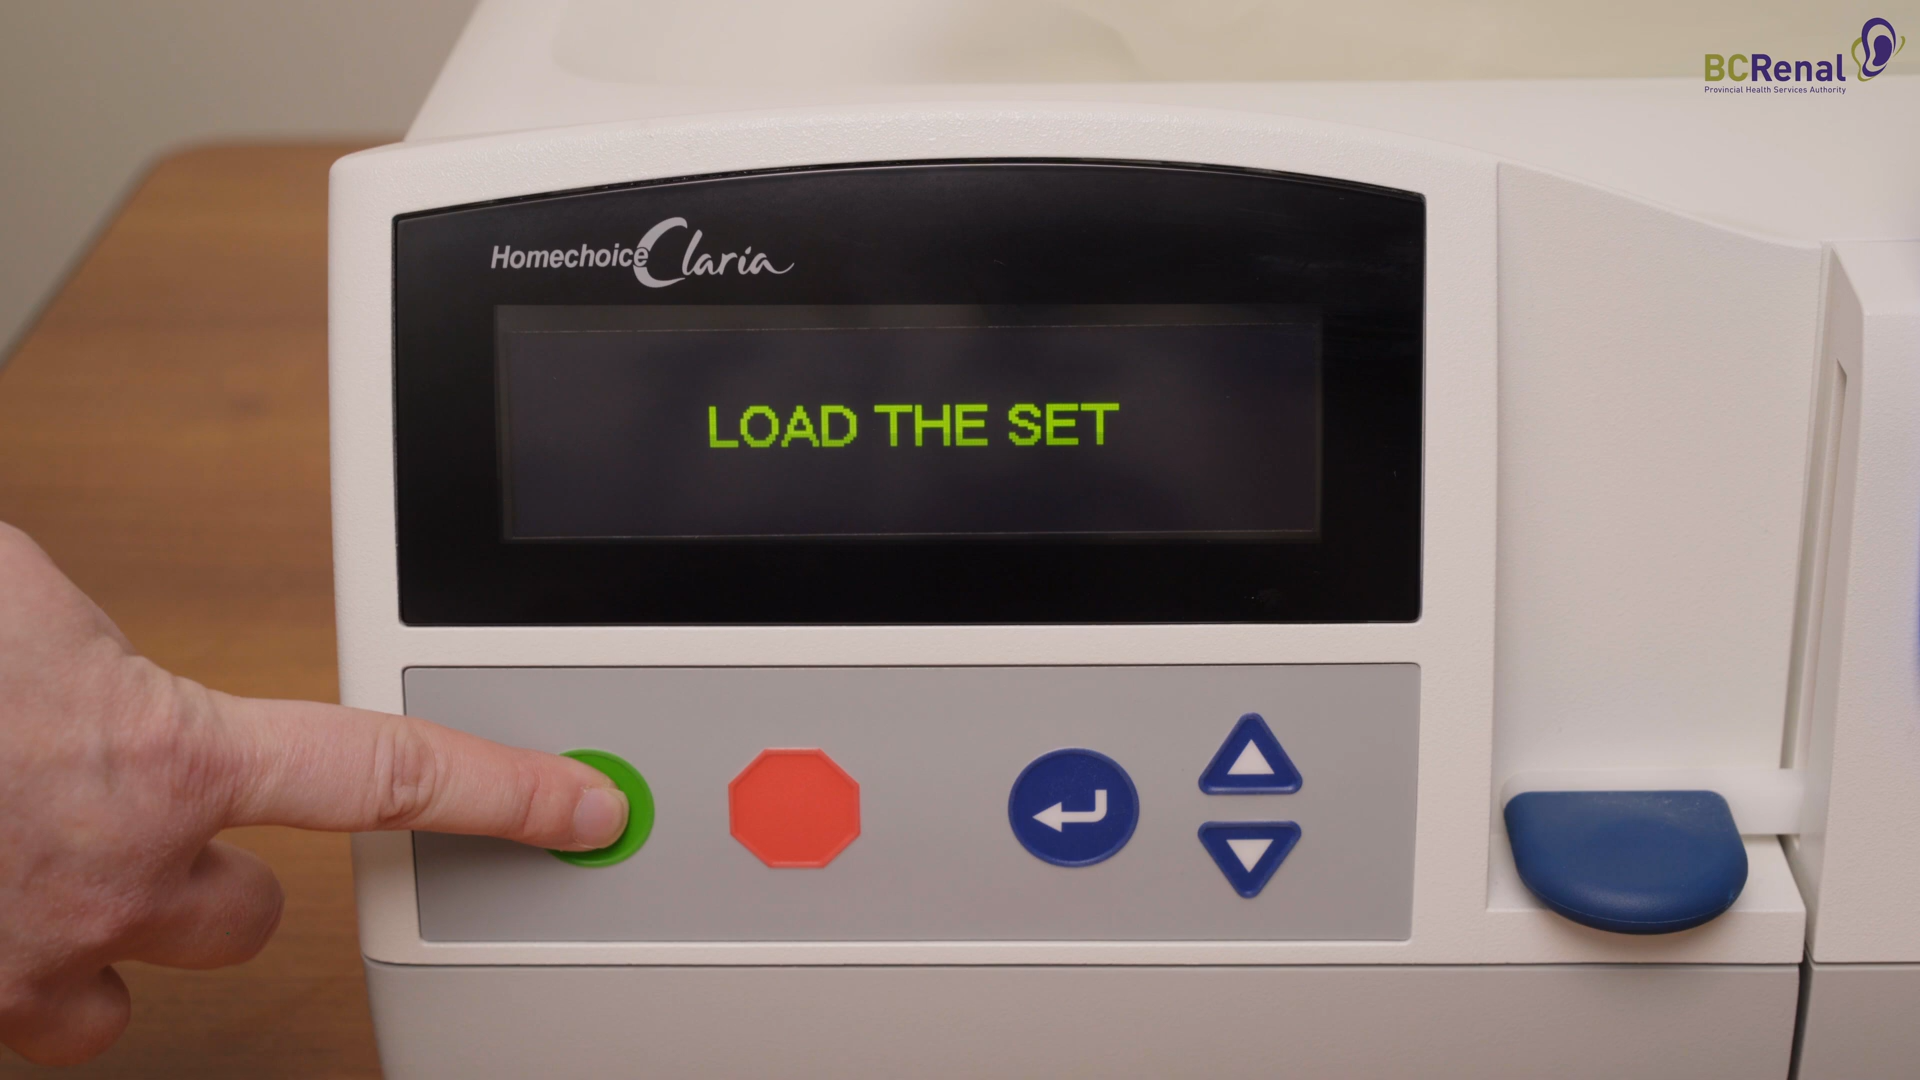 BCRenal
Provincial Health Services Authority
Homechoice Claria
LOAD THE SET